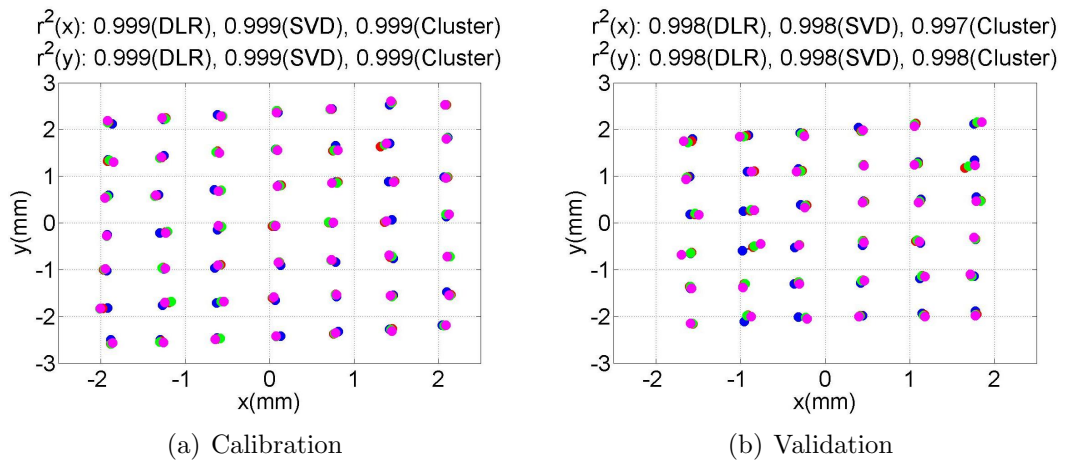 r²(x): 0.999(DLR), 0.999(SVD), 0.999(Cluster)
r²(y): 0.999(DLR), 0.999(SVD), 0.999(Cluster)
3
2
1
0
-1
-2
-3
y(mm)
-2 -1 0 1 2
x(mm)
(a) Calibration
r²(x): 0.998(DLR), 0.998(SVD), 0.997(Cluster)
r²(y): 0.998(DLR), 0.998(SVD), 0.998(Cluster)
3
2
1
0
-1
-2
-3
y(mm)
-2 -1 0 1 2
x(mm)
(b) Validation